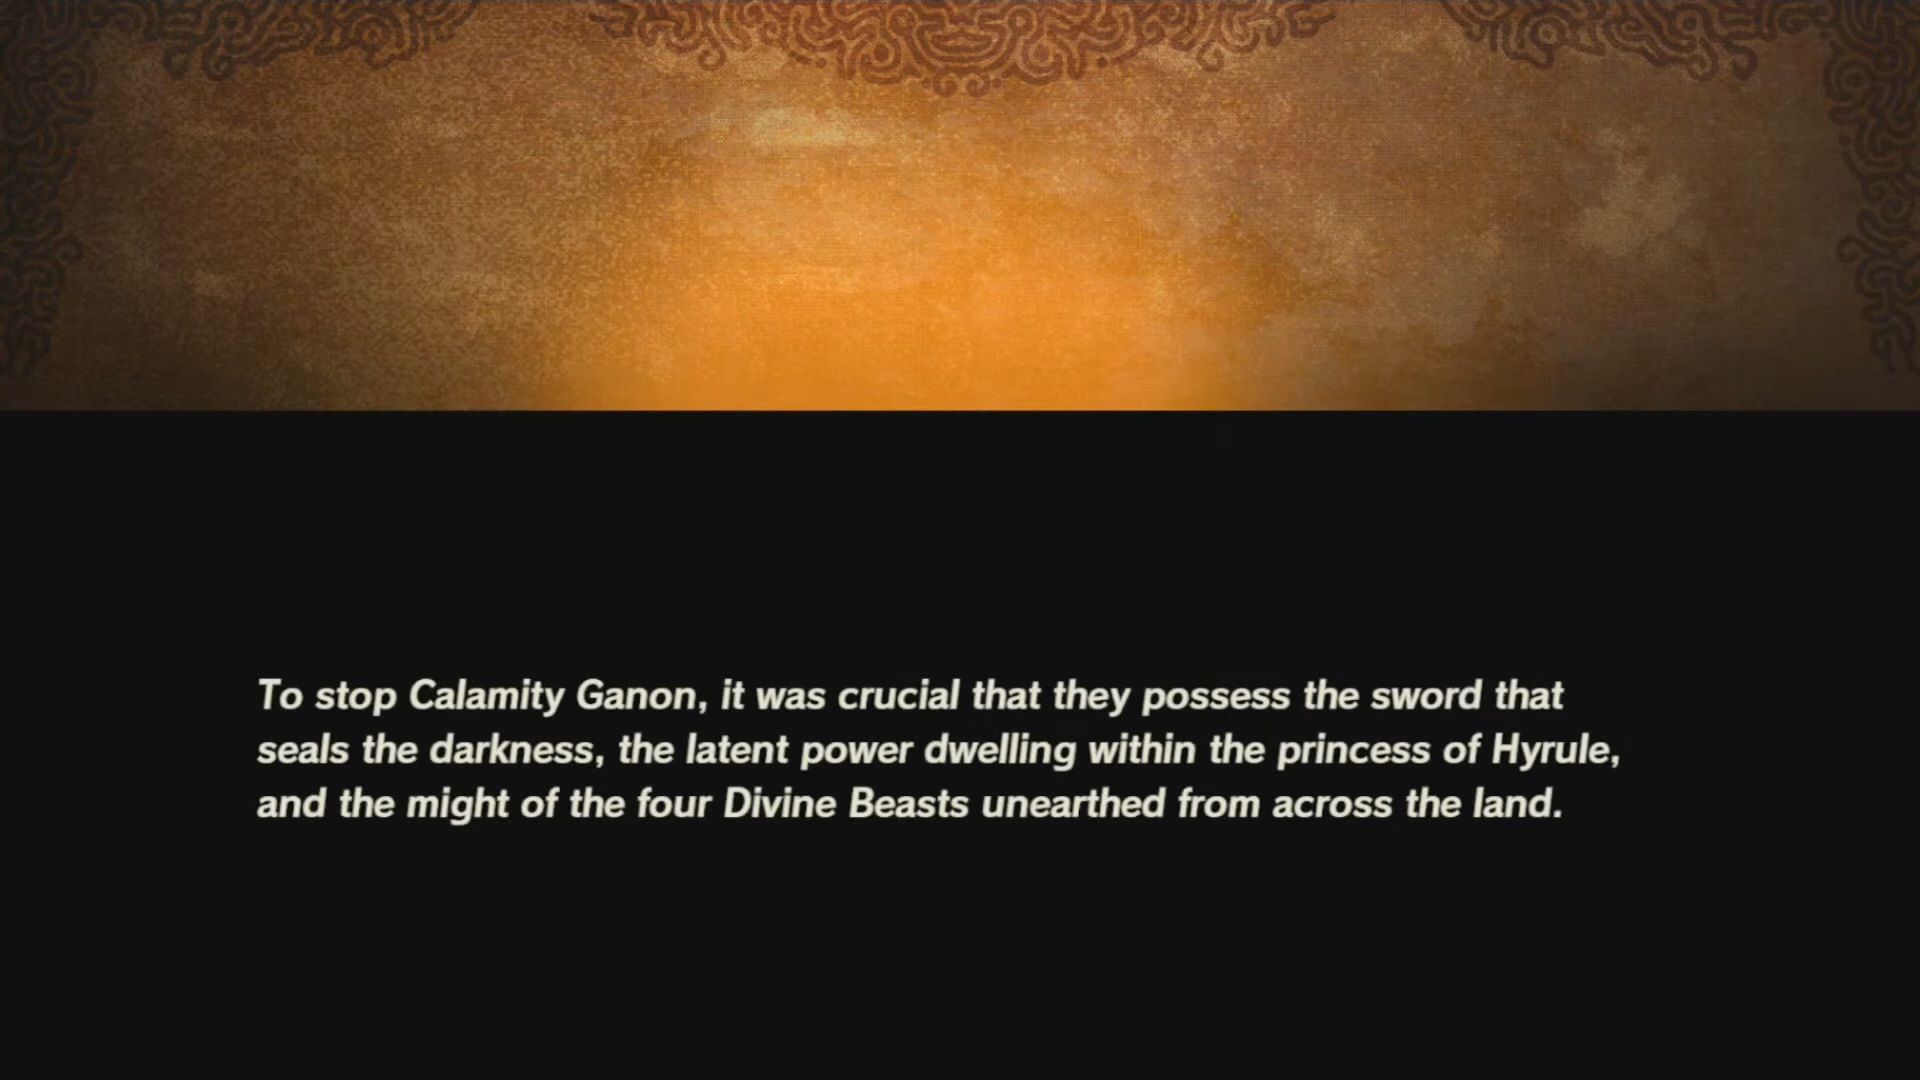 To stop Calamity Ganon, it was crucial that they possess the sword that
seals the darkness, the latent power dwelling within the princess of Hyrule,
and the might of the four Divine Beasts unearthed from across the land.